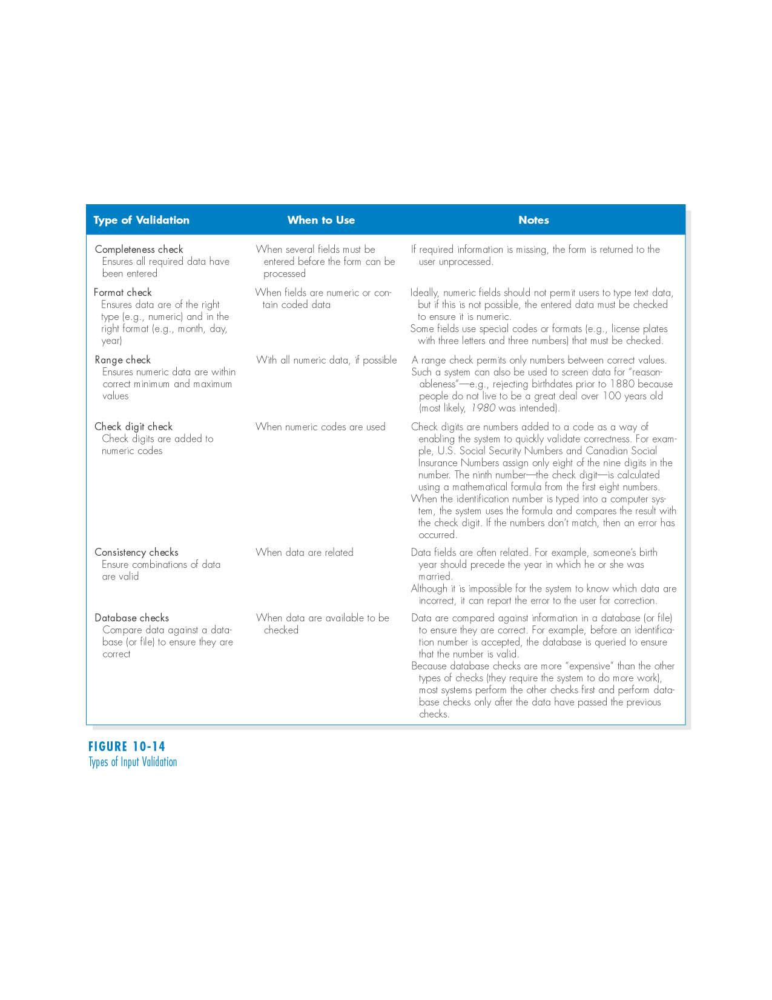 Type of Validation When to Use Notes
Completeness check
Ensures all required data have
been entered
When several fields must be
entered before the form can be
processed
If required information is missing, the form is returned to the
user unprocessed.
Format check
Ensures data are of the right
type (e.g., numeric) and in the
right format (e.g., month, day,
year)
When fields are numeric or con-
tain coded data
Ideally, numeric fields should not permit users to type text data,
but if this is not possible, the entered data must be checked
to ensure it is numeric.
Some fields use special codes or formats (e.g., license plates
with three letters and three numbers) that must be checked.
Range check
Ensures numeric data are within
correct minimum and maximum
values
With all numeric data, if possible
A range check permits only numbers between correct values.
Such a system can also be used to screen data for “reason-
ableness”—e.g., rejecting birthdates prior to 1880 because
people do not live to be a great deal over 100 years old
(most likely, 1980 was intended).
Check digit check
Check digits are added to
numeric codes
When numeric codes are used
Check digits are numbers added to a code as a way of
enabling the system to quickly validate correctness. For exam-
ple, U.S. Social Security Numbers and Canadian Social
Insurance Numbers assign only eight of the nine digits in the
number. The ninth number—the check digit—is calculated
using a mathematical formula from the first eight numbers.
When the identification number is typed into a computer sys-
tem, the system uses the formula and compares the result with
the check digit. If the numbers don’t match, then an error has
occurred.
Consistency checks
Ensure combinations of data
are valid
When data are related
Data fields are often related. For example, someone’s birth
year should precede the year in which he or she was
married.
Although it is impossible for the system to know which data are
incorrect, it can report the error to the user for correction.
Database checks
Compare data against a data-
base (or file) to ensure they are
correct
When data are available to be
checked
Data are compared against information in a database (or file)
to ensure they are correct. For example, before an identifica-
tion number is accepted, the database is queried to ensure
that the number is valid.
Because database checks are more “expensive” than the other
types of checks (they require the system to do more work),
most systems perform the other checks first and perform data-
base checks only after the data have passed the previous
checks.
FIGURE 10-14
Types of Input Validation